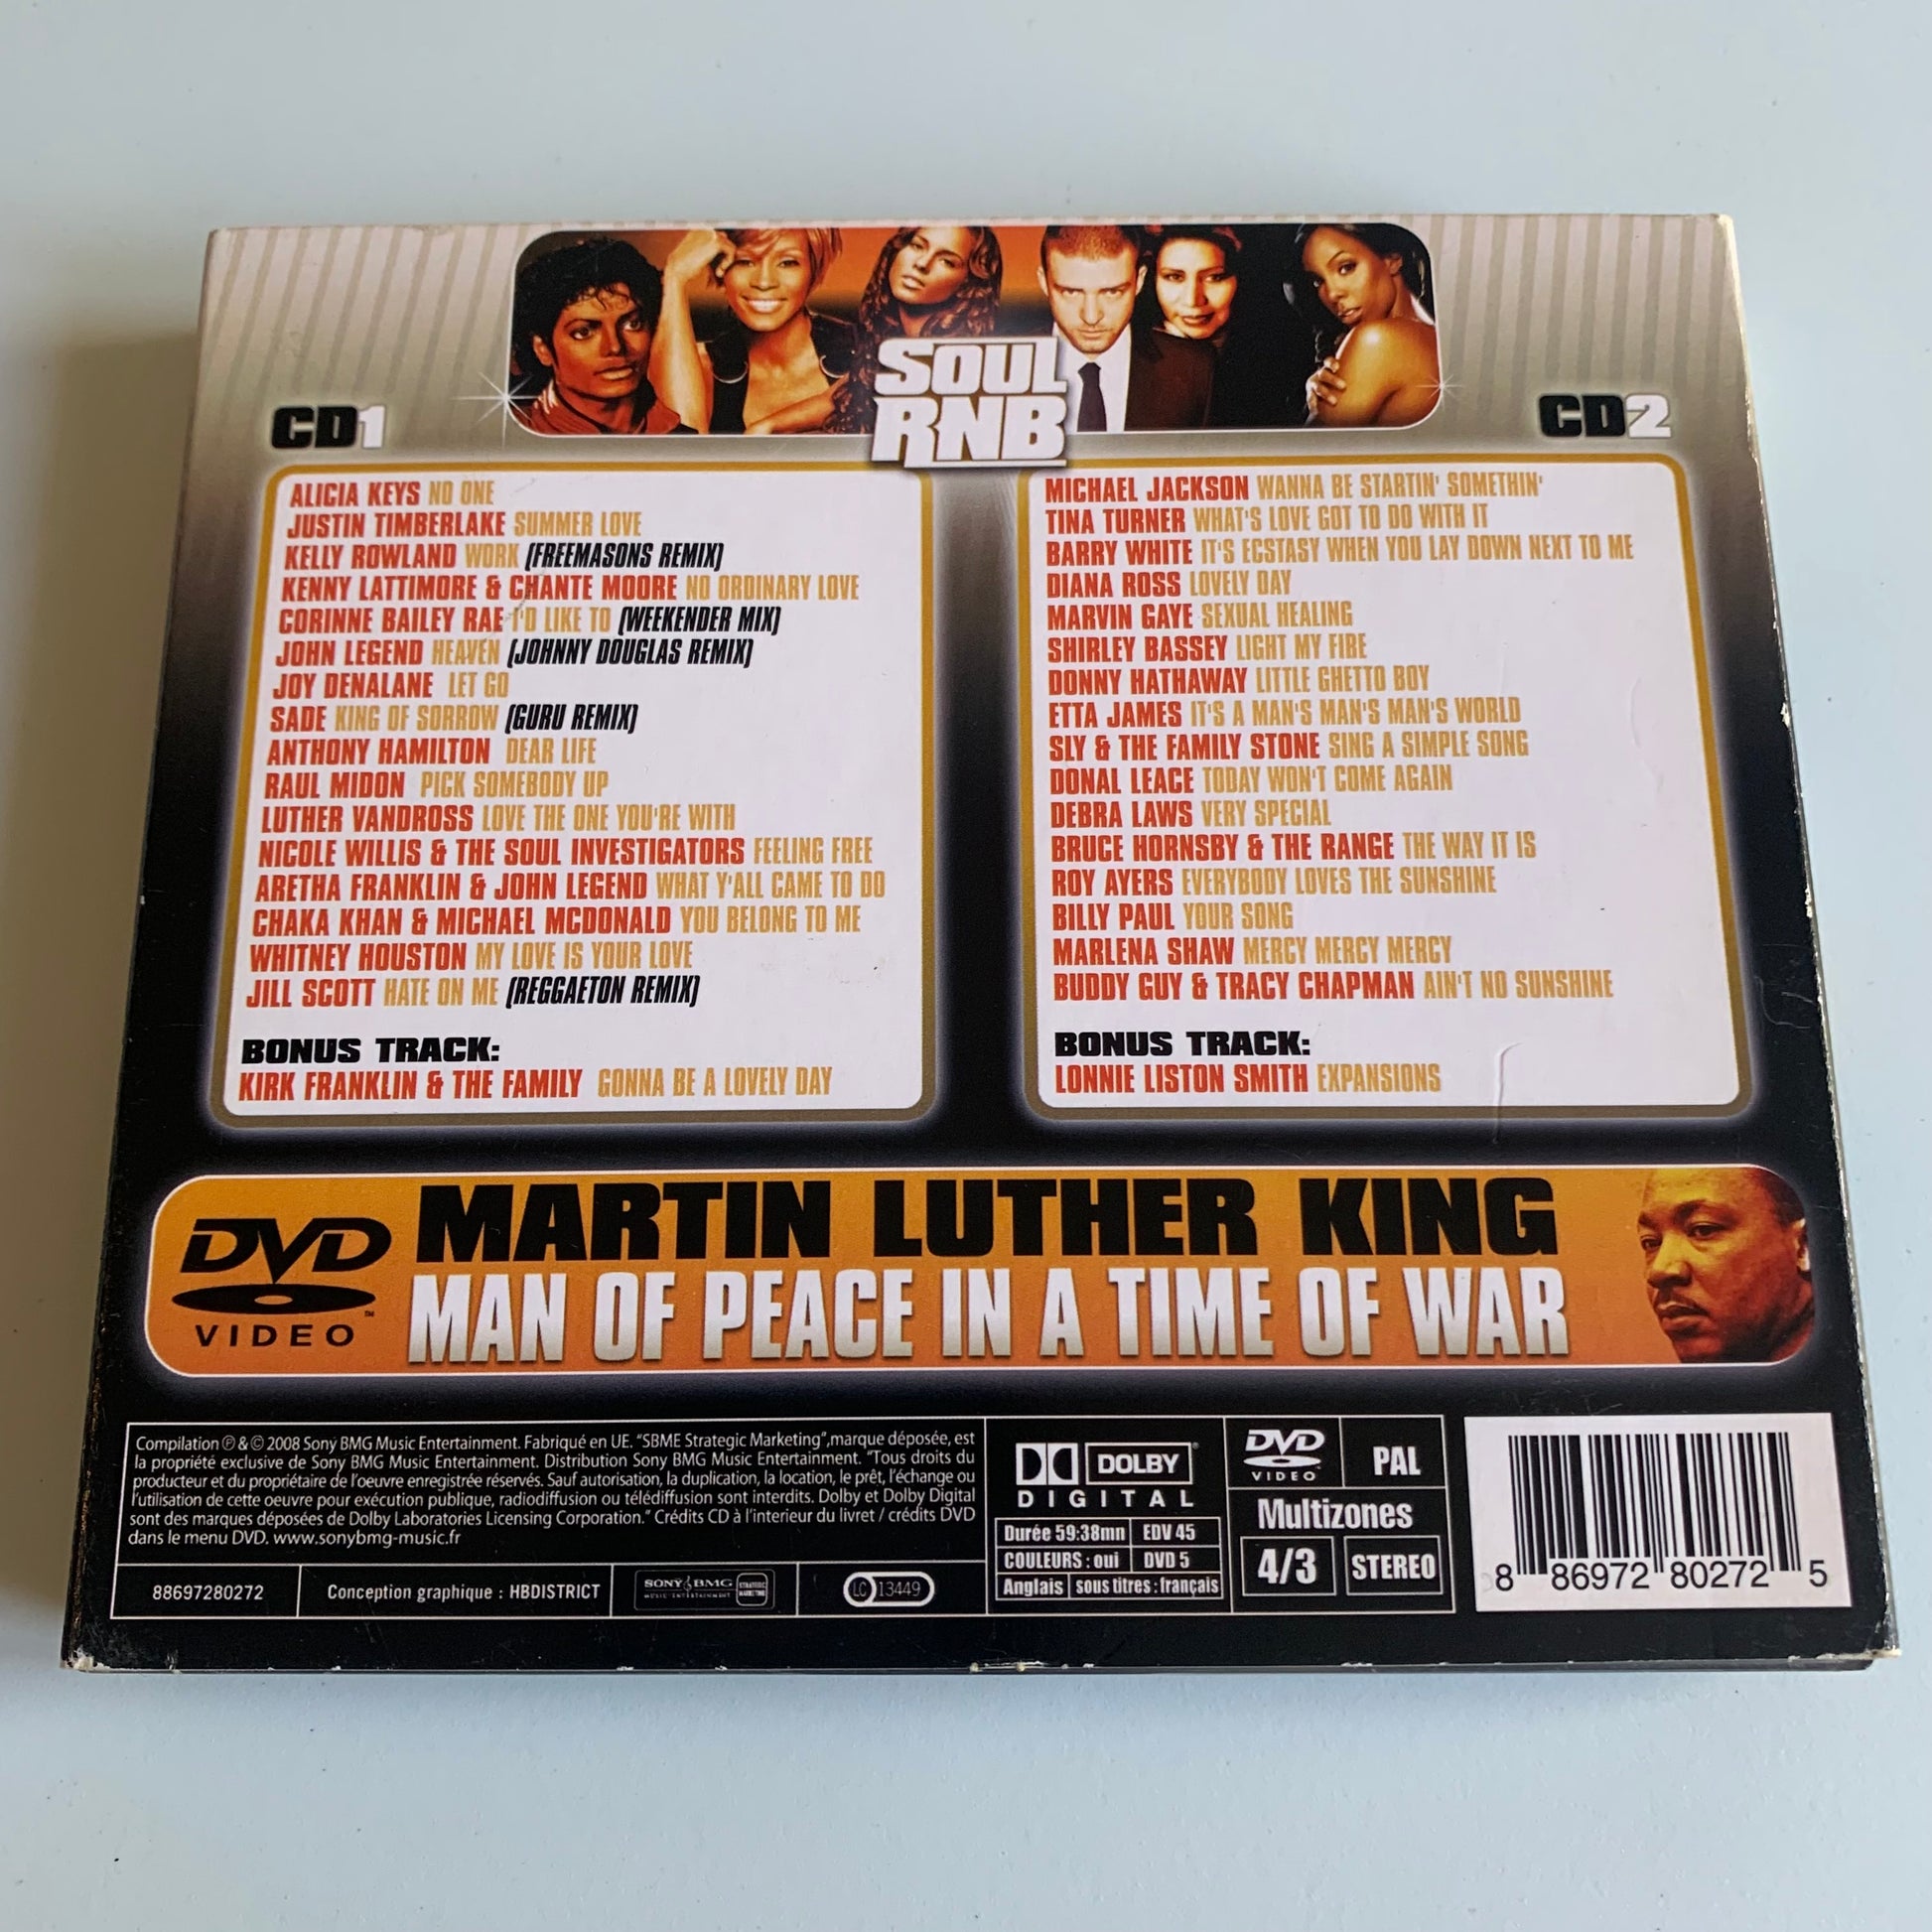 SOUL
RNB
CD1
ALICIA KEYS NO ONE
JUSTIN TIMBERLAKE SUMMER LOVE
KELLY ROWLAND WORK (FREEMASONS REMIX)
KENNY LATTIMORE & CHANTE MOORE NO ORDINARY LOVE
CORINNE BAILEY RAE I'D LIKE TO (WEEKENDER MIX)
JOHN LEGEND HEAVEN (JOHNNY DOUGLAS REMIX)
JOY DENALANE LET GO
SADE KING OF SORROW (GURU REMIX)
ANTHONY HAMILTON DEAR LIFE
RAUL MIDON PICK SOMEBODY UP
LUTHER VANDROSS LOVE THE ONE YOU'RE WITH
NICOLE WILLIS & THE SOUL INVESTIGATORS FEELING FREE
ARETHA FRANKLIN & JOHN LEGEND WHAT Y'ALL CAME TO DO
CHAKA KHAN & MICHAEL MCDONALD YOU BELONG TO ME
WHITNEY HOUSTON MY LOVE IS YOUR LOVE
JILL SCOTT HATE ON ME (REGGAETON REMIX)
BONUS TRACK:
KIRK FRANKLIN & THE FAMILY GONNA BE A LOVELY DAY
CD2
MICHAEL JACKSON WANNA BE STARTIN' SOMETHIN'
TINA TURNER WHAT'S LOVE GOT TO DO WITH IT
BARRY WHITE IT'S ECSTASY WHEN YOU LAY DOWN NEXT TO ME
DIANA ROSS LOVELY DAY
MARVIN GAYE SEXUAL HEALING
SHIRLEY BASSEY LIGHT MY FIRE
DONNY HATHAWAY LITTLE GHETTO BOY
ETTA JAMES IT'S A MAN'S MAN'S MAN'S WORLD
SLY & THE FAMILY STONE SING A SIMPLE SONG
DONAL LEACE TODAY WON'T COME AGAIN
DEBRA LAWS VERY SPECIAL
BRUCE HORNSBY & THE RANGE THE WAY IT IS
ROY AYERS EVERYBODY LOVES THE SUNSHINE
BILLY PAUL YOUR SONG
MARLENA SHAW MERCY MERCY MERCY
BUDDY GUY & TRACY CHAPMAN AIN'T NO SUNSHINE
BONUS TRACK:
LONNIE LISTON SMITH EXPANSIONS
DVD
VIDEO
™
MARTIN LUTHER KING
MAN OF PEACE IN A TIME OF WAR
Compilation ℗ & © 2008 Sony BMG Music Entertainment. Fabriqué en UE. "SBME Strategic Marketing",marque déposée, est
la propriété exclusive de Sony BMG Music Entertainment. Distribution Sony BMG Music Entertainment. "Tous droits du
producteur et du propriétaire de l'oeuvre enregistrée réservés. Sauf autorisation, la duplication, la location, le prêt, l'échange ou
l'utilisation de cette oeuvre pour exécution publique, radiodiffusion ou télédiffusion sont interdits. Dolby et Dolby Digital
sont des marques déposées de Dolby Laboratories Licensing Corporation." Crédits CD à l'interieur du livret / crédits DVD
dans le menu DVD. www.sonybmg-music.fr
88697280272
Conception graphique : HBDISTRICT
SONY BMG
MUSIC ENTERTAINMENT
STRATEGIC
MARKETING
LC 13449
DOLBY®
DIGITAL
Durée 59:38mn EDV 45
COULEURS : oui DVD 5
Anglais sous titres : français
DVD
VIDEO
PAL
Multizones
4/3
STEREO
8 86972 80272 5